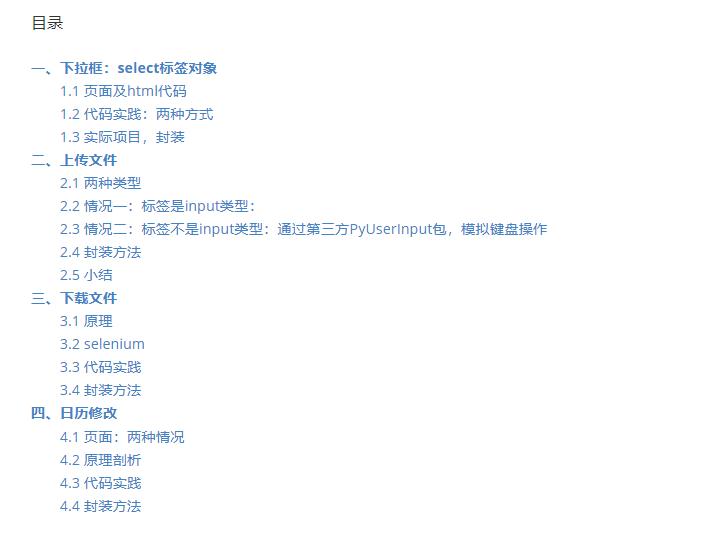 目录
一、下拉框：select标签对象
1.1 页面及html代码
1.2 代码实践：两种方式
1.3 实际项目，封装
二、上传文件
2.1 两种类型
2.2 情况一：标签是input类型：
2.3 情况二：标签不是input类型：通过第三方PyUserInput包，模拟键盘操作
2.4 封装方法
2.5 小结
三、下载文件
3.1 原理
3.2 selenium
3.3 代码实践
3.4 封装方法
四、日历修改
4.1 页面：两种情况
4.2 原理剖析
4.3 代码实践
4.4 封装方法